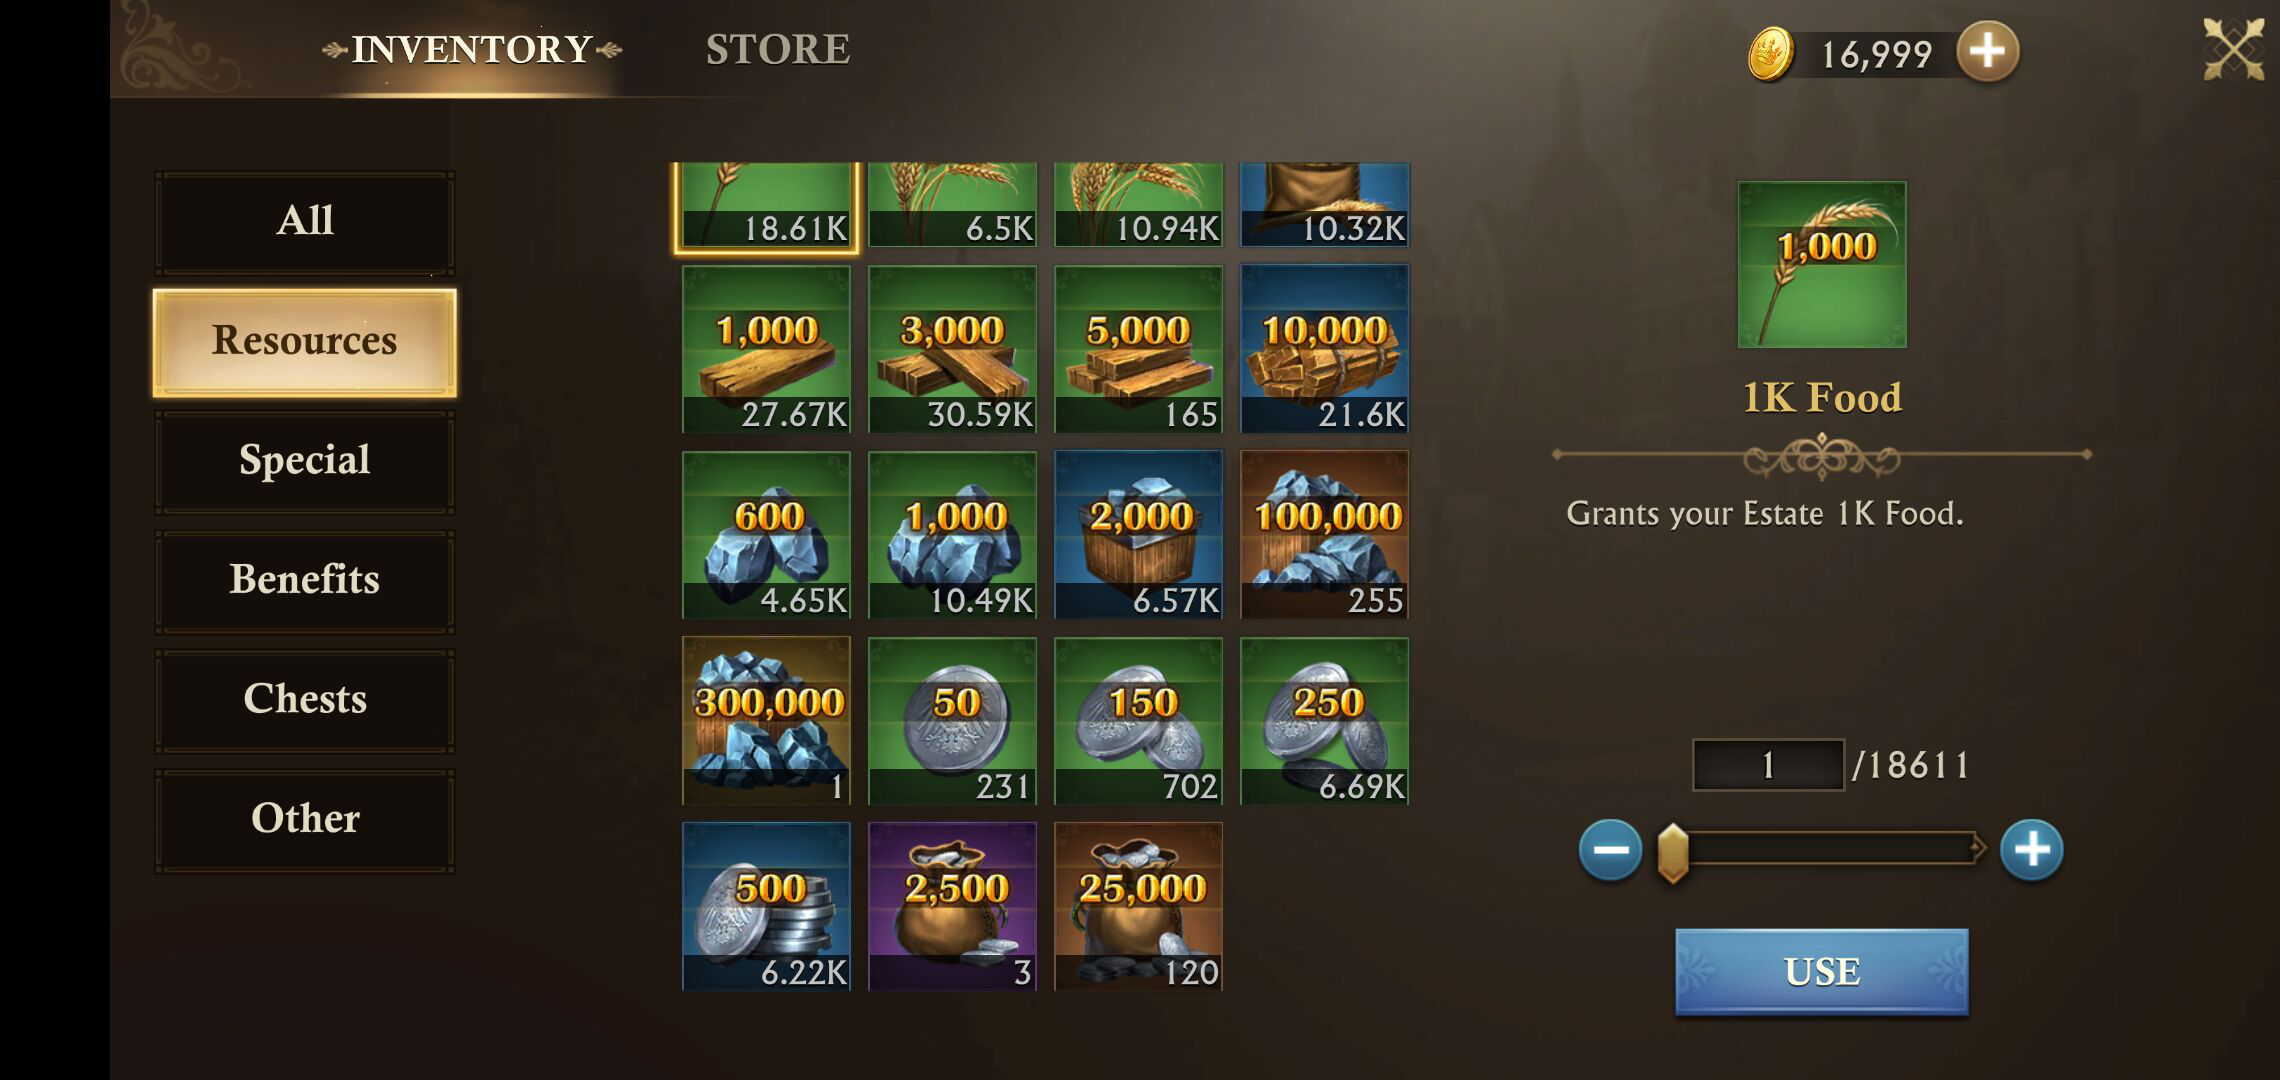 INVENTORY
STORE
16,999
All
Resources
Special
Benefits
Chests
Other
18.61K
6.5K
10.94K
10.32K
1,000
27.67K
3,000
30.59K
5,000
165
10,000
21.6K
600
4.65K
1,000
10.49K
2,000
6.57K
100,000
255
300,000
1
50
231
150
702
250
6.69K
500
6.22K
2,500
3
25,000
120
1,000
1K Food
Grants your Estate 1K Food.
1 /18611
USE